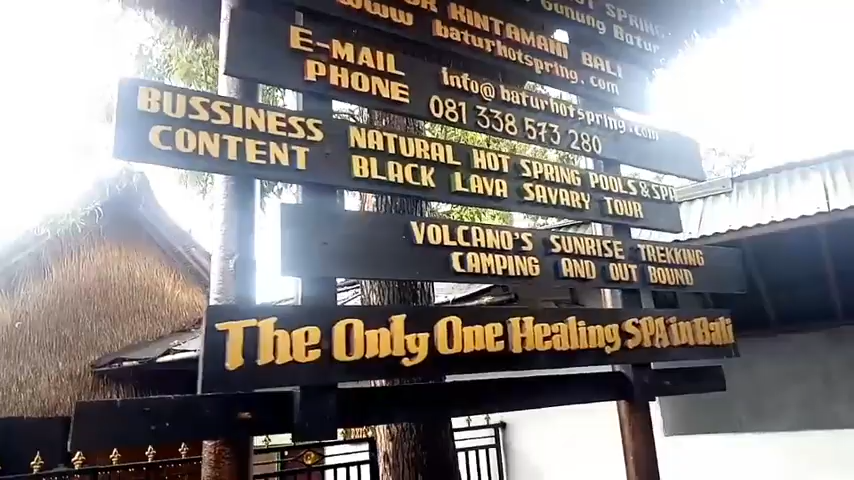 HOT SPRING.
Gunung Batur
KINTAMANI BALI
www. baturhotspring.com
E-MAIL info@baturhotspring.com
PHONE. 081 338 573 280
BUSSINESS CONTENT
NATURAL HOT SPRING POOLS & SPA
BLACK LAVA SAVARY TOUR
VOLCANO'S SUNRISE TREKKING
CAMPING AND OUT BOUND
The Only One Healing SPA in Bali